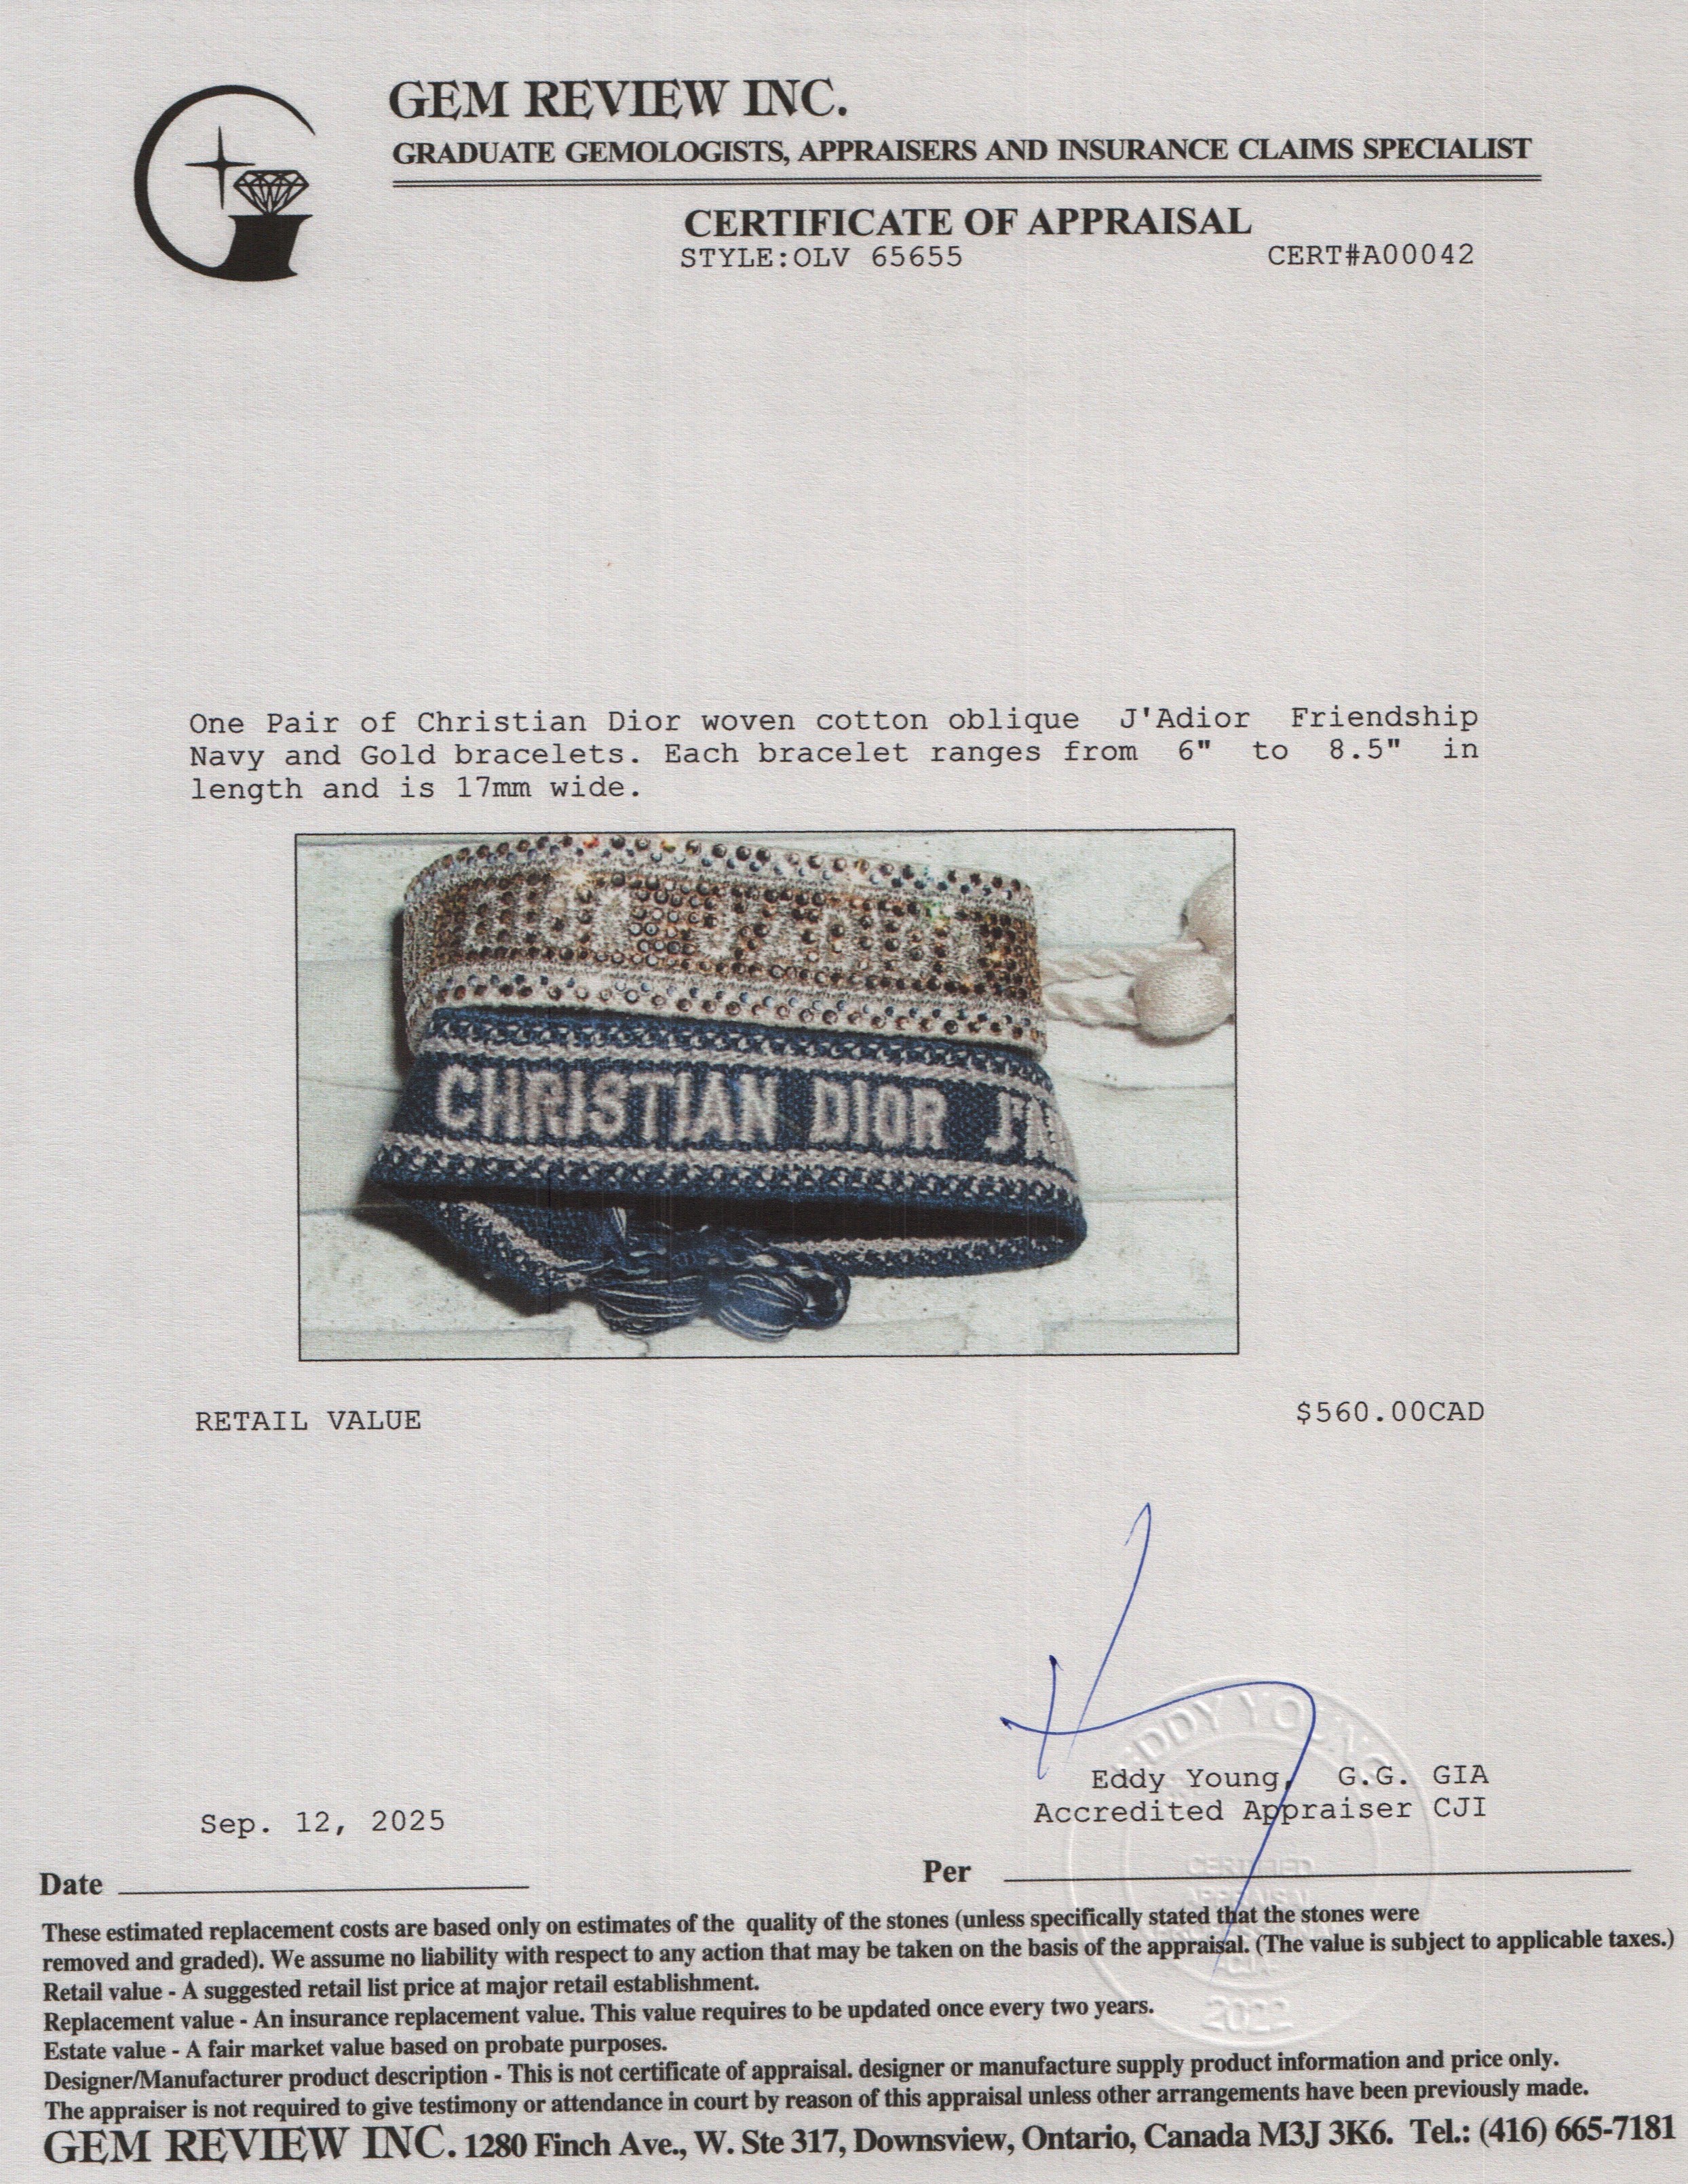 GEM REVIEW INC.
GRADUATE GEMOLOGISTS, APPRAISERS AND INSURANCE CLAIMS SPECIALIST
CERTIFICATE OF APPRAISAL
STYLE:OLV 65655 CERT#A00042
One Pair of Christian Dior woven cotton oblique J'Adior Friendship
Navy and Gold bracelets. Each bracelet ranges from 6" to 8.5" in
length and is 17mm wide.
CHRISTIAN DIOR J'A
RETAIL VALUE $560.00CAD
EDDY YOUNG
Eddy Young, G.G. GIA
Accredited Appraiser CJI
Sep. 12, 2025
CERTIFIED
Date Per
These estimated replacement costs are based only on estimates of the quality of the stones (unless specifically stated that the stones were
removed and graded). We assume no liability with respect to any action that may be taken on the basis of the appraisal. (The value is subject to applicable taxes.)
Retail value - A suggested retail list price at major retail establishment.
2022
Replacement value - An insurance replacement value. This value requires to be updated once every two years.
Estate value - A fair market value based on probate purposes.
Designer/Manufacturer product description - This is not certificate of appraisal. designer or manufacture supply product information and price only.
The appraiser is not required to give testimony or attendance in court by reason of this appraisal unless other arrangements have been previously made.
GEM REVIEW INC. 1280 Finch Ave., W. Ste 317, Downsview, Ontario, Canada M3J 3K6. Tel.: (416) 665-7181